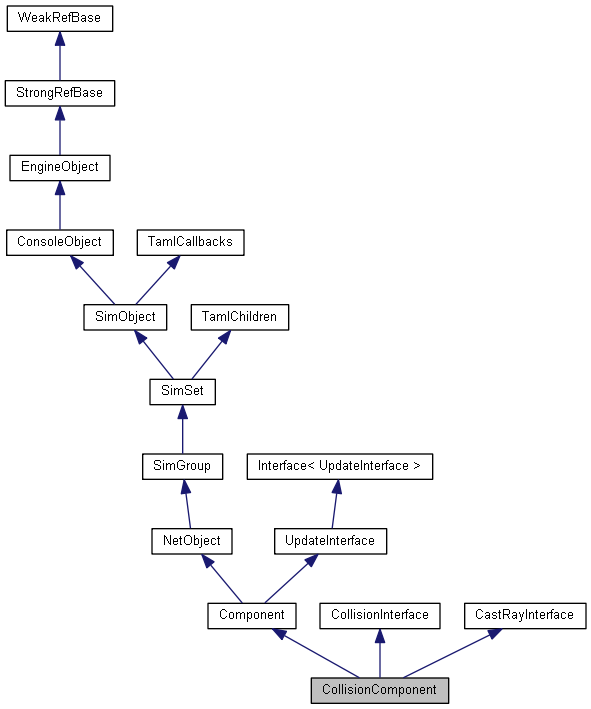 WeakRefBase
StrongRefBase
EngineObject
ConsoleObject
TamlCallbacks
SimObject
TamlChildren
SimSet
SimGroup
Interface< UpdateInterface >
NetObject
UpdateInterface
Component
CollisionInterface
CastRayInterface
CollisionComponent